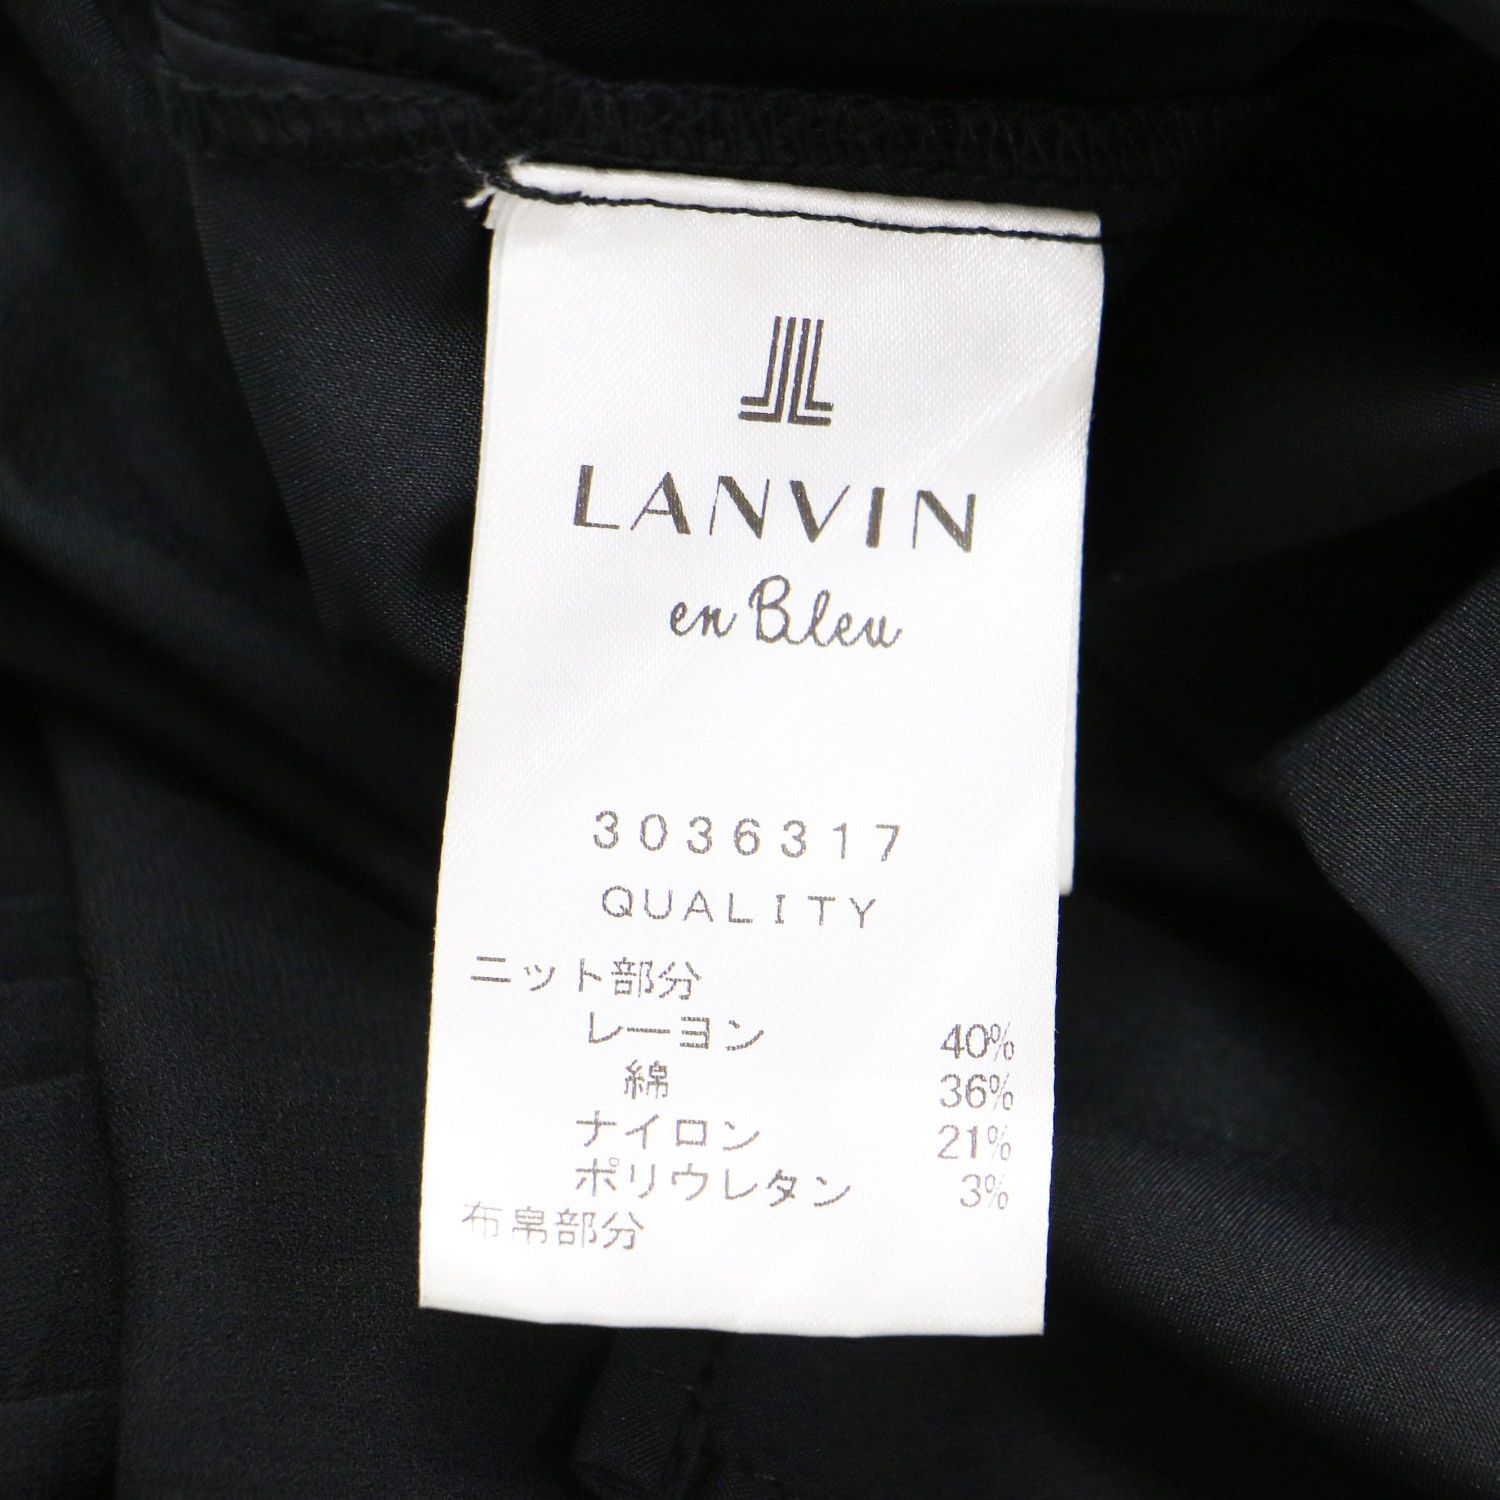 LANVIN
en Bleu
3036317
QUALITY
ニット部分
レーヨン 40%
綿 36%
ナイロン 21%
ポリウレタン 3%
布帛部分